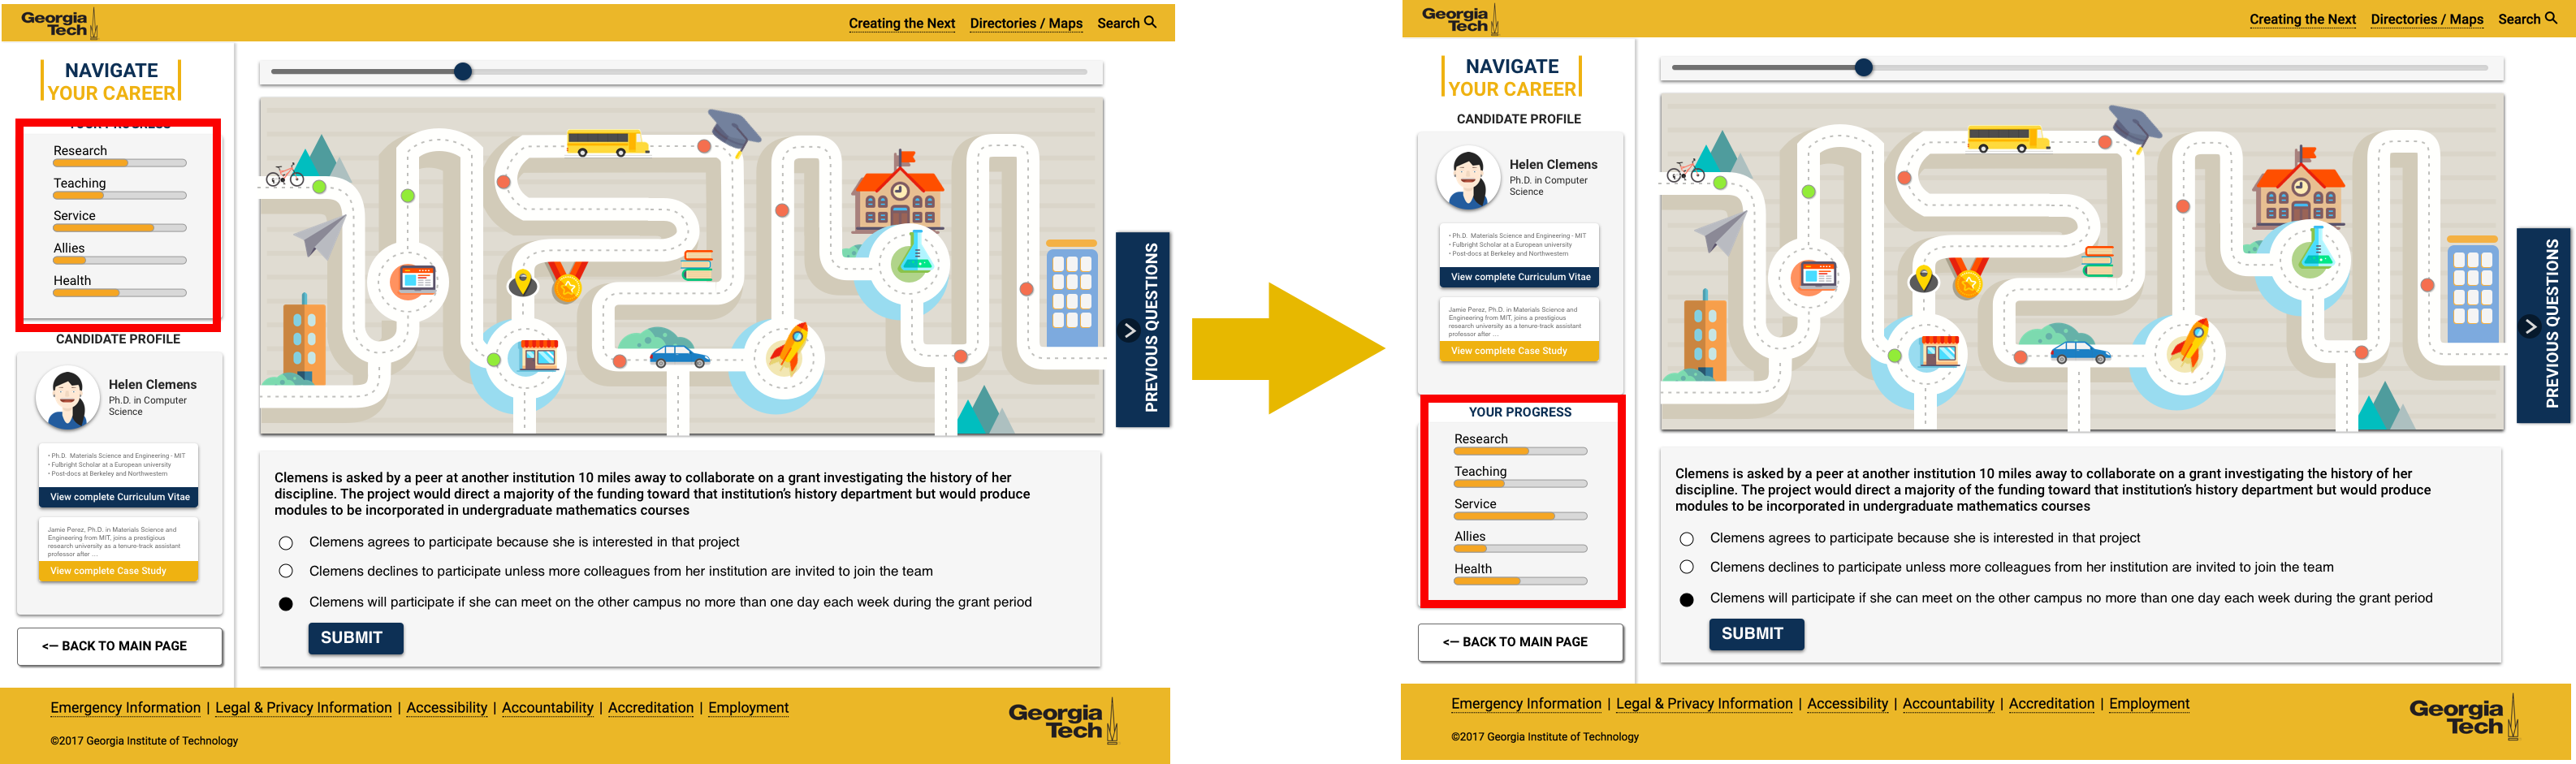 Georgia
Tech
Creating the Next Directories / Maps Search
NAVIGATE
YOUR CAREER
YOUR PROGRESS
Research
Teaching
Service
Allies
Health
CANDIDATE PROFILE
Helen Clemens
Ph.D. in Computer
Science
• Ph.D. Materials Science and Engineering - MIT
• Fulbright Scholar at a European university
• Post-docs at Berkeley and Northwestern
View complete Curriculum Vitae
Jamie Perez, Ph.D. in Materials Science and
Engineering from MIT, joins a prestigious
research university as a tenure-track assistant
professor after ...
View complete Case Study
<— BACK TO MAIN PAGE
PREVIOUS QUESTIONS
Clemens is asked by a peer at another institution 10 miles away to collaborate on a grant investigating the history of her
discipline. The project would direct a majority of the funding toward that institution's history department but would produce
modules to be incorporated in undergraduate mathematics courses
Clemens agrees to participate because she is interested in that project
Clemens declines to participate unless more colleagues from her institution are invited to join the team
Clemens will participate if she can meet on the other campus no more than one day each week during the grant period
SUBMIT
Emergency Information | Legal & Privacy Information | Accessibility | Accountability | Accreditation | Employment
©2017 Georgia Institute of Technology
Georgia
Tech
Georgia
Tech
Creating the Next Directories / Maps Search
NAVIGATE
YOUR CAREER
CANDIDATE PROFILE
Helen Clemens
Ph.D. in Computer
Science
• Ph.D. Materials Science and Engineering - MIT
• Fulbright Scholar at a European university
• Post-docs at Berkeley and Northwestern
View complete Curriculum Vitae
Jamie Perez, Ph.D. in Materials Science and
Engineering from MIT, joins a prestigious
research university as a tenure-track assistant
professor after ...
View complete Case Study
YOUR PROGRESS
Research
Teaching
Service
Allies
Health
<— BACK TO MAIN PAGE
PREVIOUS QUESTIONS
Clemens is asked by a peer at another institution 10 miles away to collaborate on a grant investigating the history of her
discipline. The project would direct a majority of the funding toward that institution's history department but would produce
modules to be incorporated in undergraduate mathematics courses
Clemens agrees to participate because she is interested in that project
Clemens declines to participate unless more colleagues from her institution are invited to join the team
Clemens will participate if she can meet on the other campus no more than one day each week during the grant period
SUBMIT
Emergency Information | Legal & Privacy Information | Accessibility | Accountability | Accreditation | Employment
©2017 Georgia Institute of Technology
Georgia
Tech